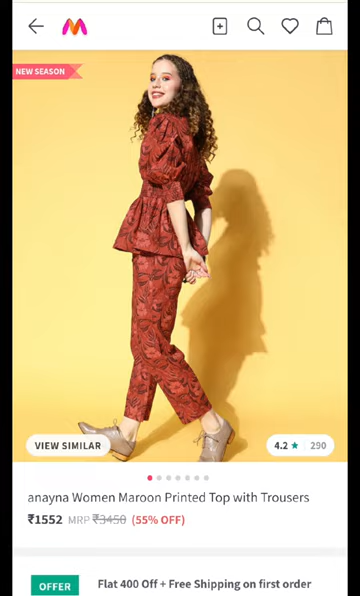 NEW SEASON
VIEW SIMILAR
4.2 ★ | 290
anayna Women Maroon Printed Top with Trousers
₹1552 MRP ₹3450 (55% OFF)
OFFER Flat 400 Off + Free Shipping on first order